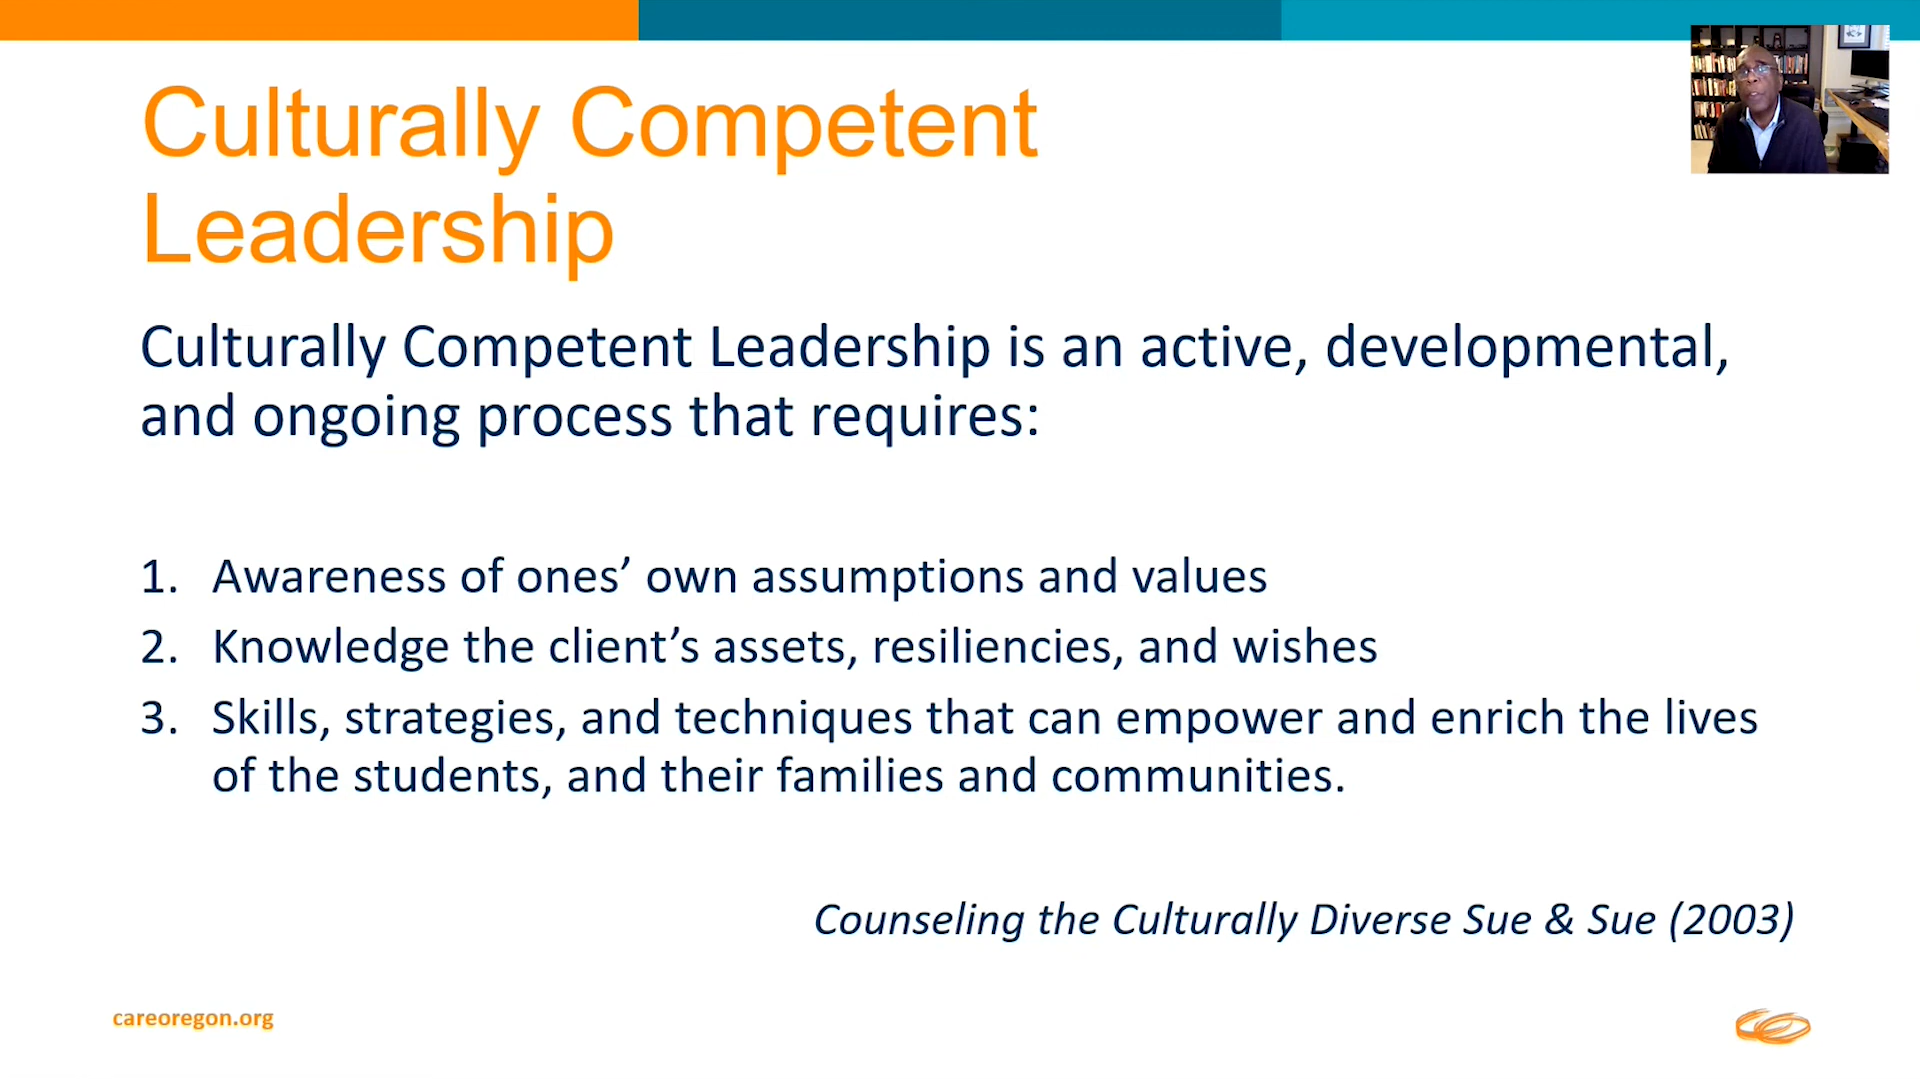 Culturally Competent
Leadership
Culturally Competent Leadership is an active, developmental,
and ongoing process that requires:
1. Awareness of ones’ own assumptions and values
2. Knowledge the client’s assets, resiliencies, and wishes
3. Skills, strategies, and techniques that can empower and enrich the lives
of the students, and their families and communities.
Counseling the Culturally Diverse Sue & Sue (2003)
careoregon.org